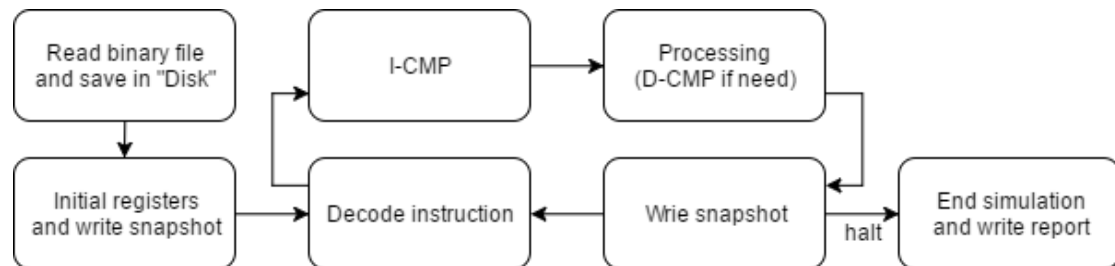 Read binary file
and save in "Disk"
I-CMP
Processing
(D-CMP if need)
Initial registers
and write snapshot
Decode instruction
Wrie snapshot
halt
End simulation
and write report